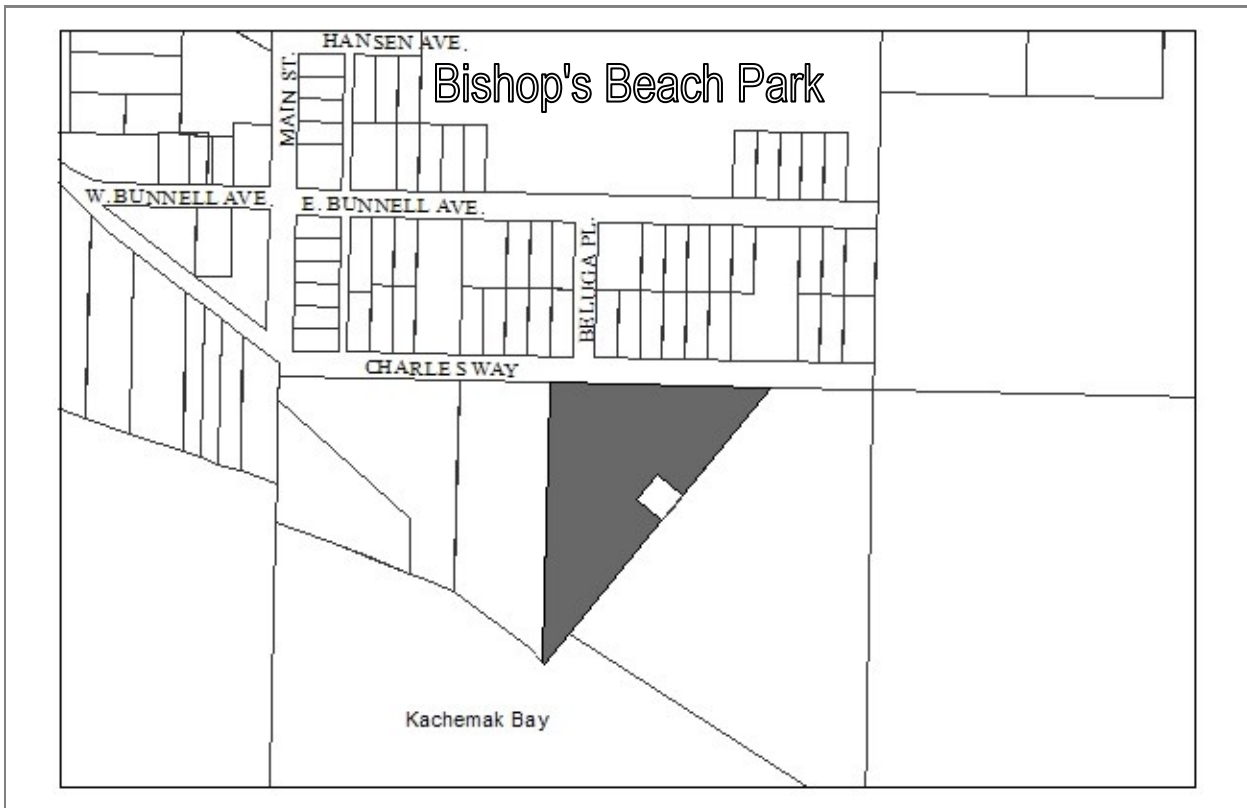 HANSEN AVE.
Bishop's Beach Park
MAIN ST.
W. BUNNELL AVE.
E. BUNNELL AVE.
BELUGA PL.
CHARLES WAY
Kachemak Bay